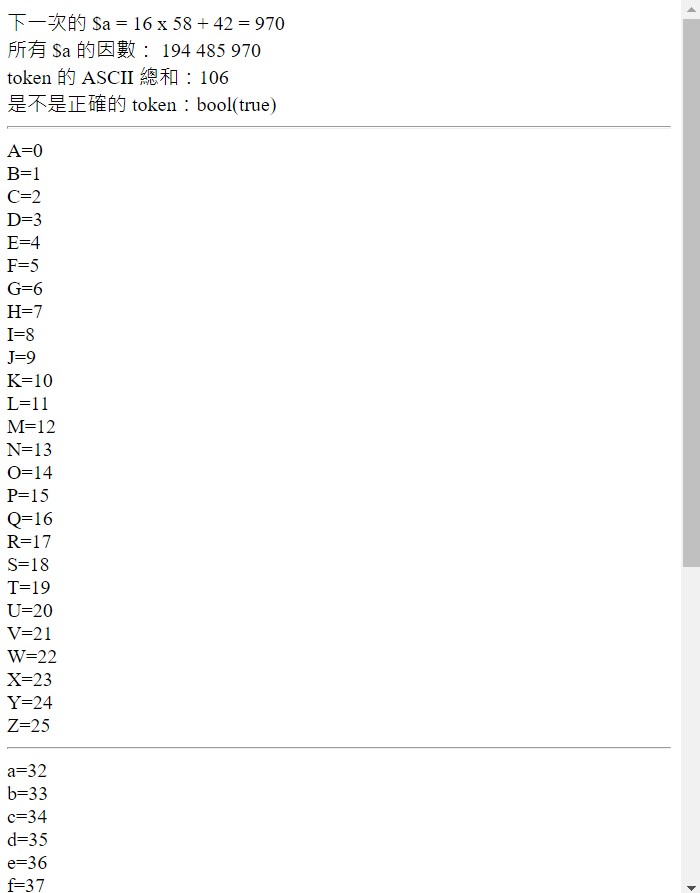 下一次的 $a = 16 x 58 + 42 = 970
所有 $a 的因數： 194 485 970
token 的 ASCII 總和：106
是不是正確的 token：bool(true)
A=0
B=1
C=2
D=3
E=4
F=5
G=6
H=7
I=8
J=9
K=10
L=11
M=12
N=13
O=14
P=15
Q=16
R=17
S=18
T=19
U=20
V=21
W=22
X=23
Y=24
Z=25
a=32
b=33
c=34
d=35
e=36
f=37